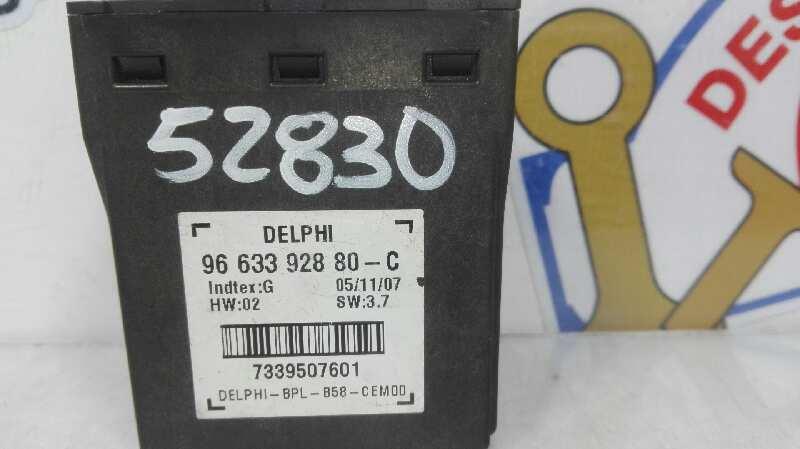 DES
52830
DELPHI
96 633 928 80-C
Indtex:G 05/11/07
HW:02 SW:3.7
7339507601
DELPHI-BPL-B58-CEM00